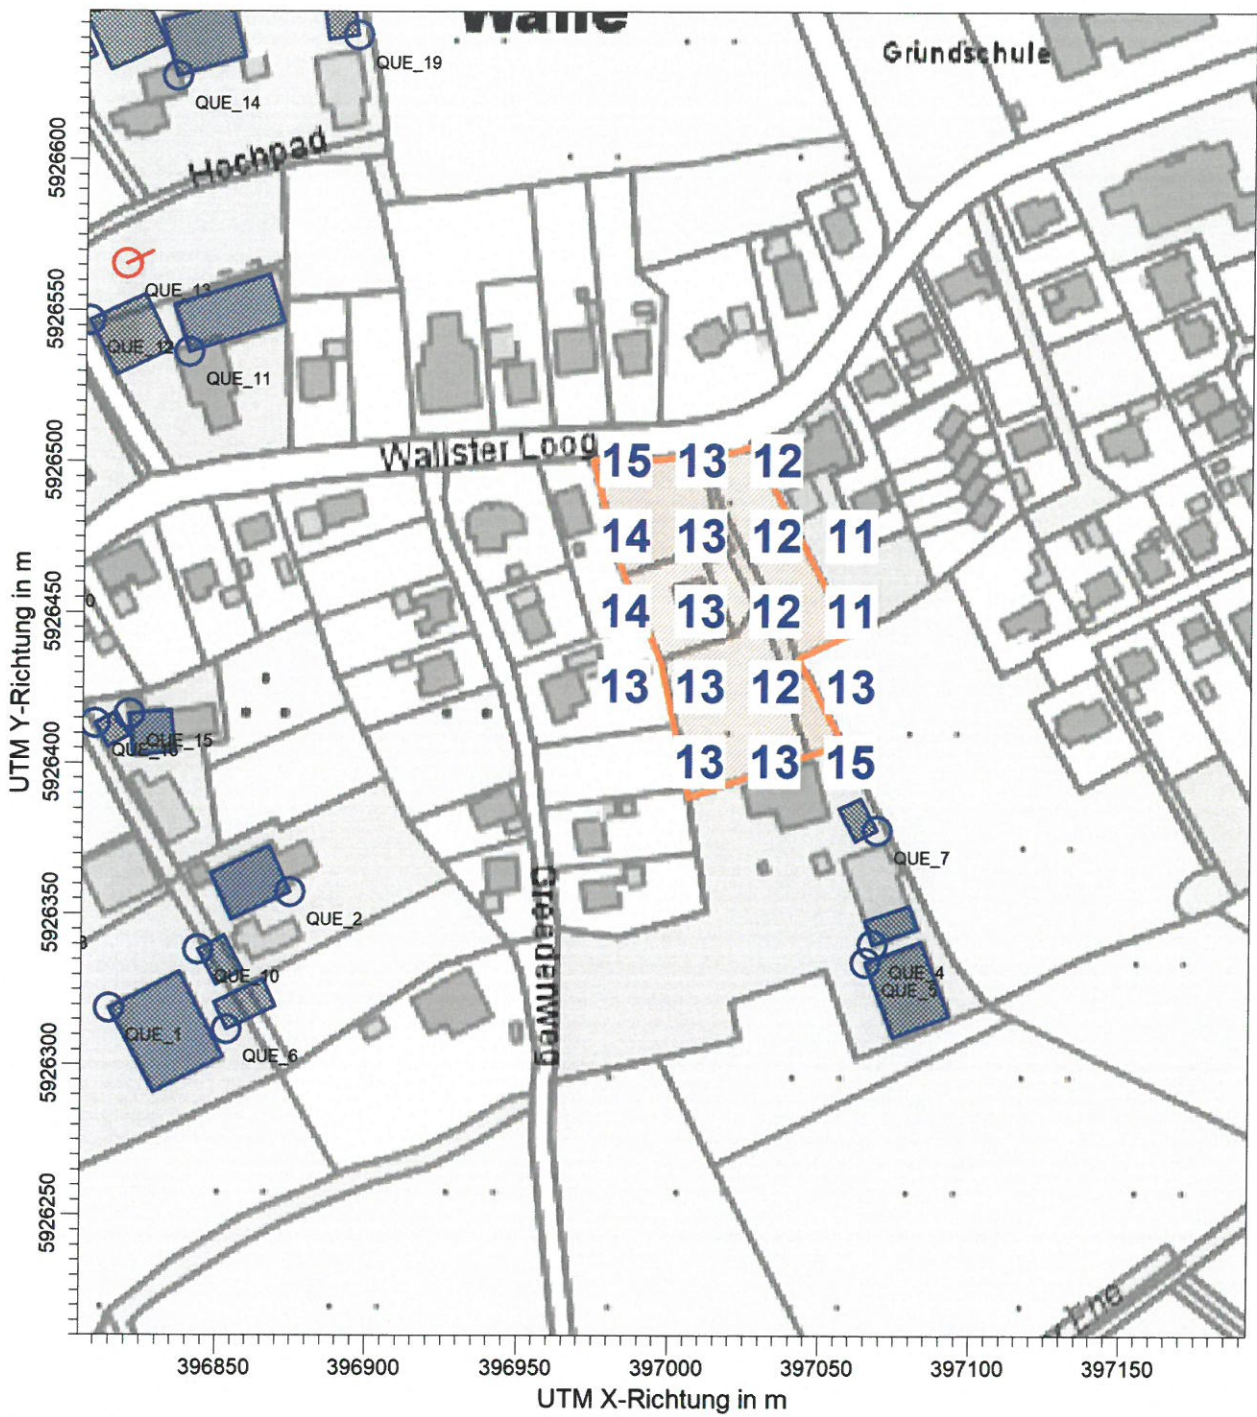 Walle
Grundschule
QUE_19
QUE_14
Hochpad
QUE_13
QUE_12
QUE_11
Wallster Loog
15 13 12
14 13 12 11
14 13 12 11
13 13 12 13
13 13 15
QUE_15
QUE_7
QUE_2
Greedenweg
QUE_10
QUE_4
QUE_1
QUE_6
5926600
5926550
5926500
5926450
5926400
5926350
5926300
5926250
UTM Y-Richtung in m
396850 396900 396950 397000 397050 397100 397150
UTM X-Richtung in m